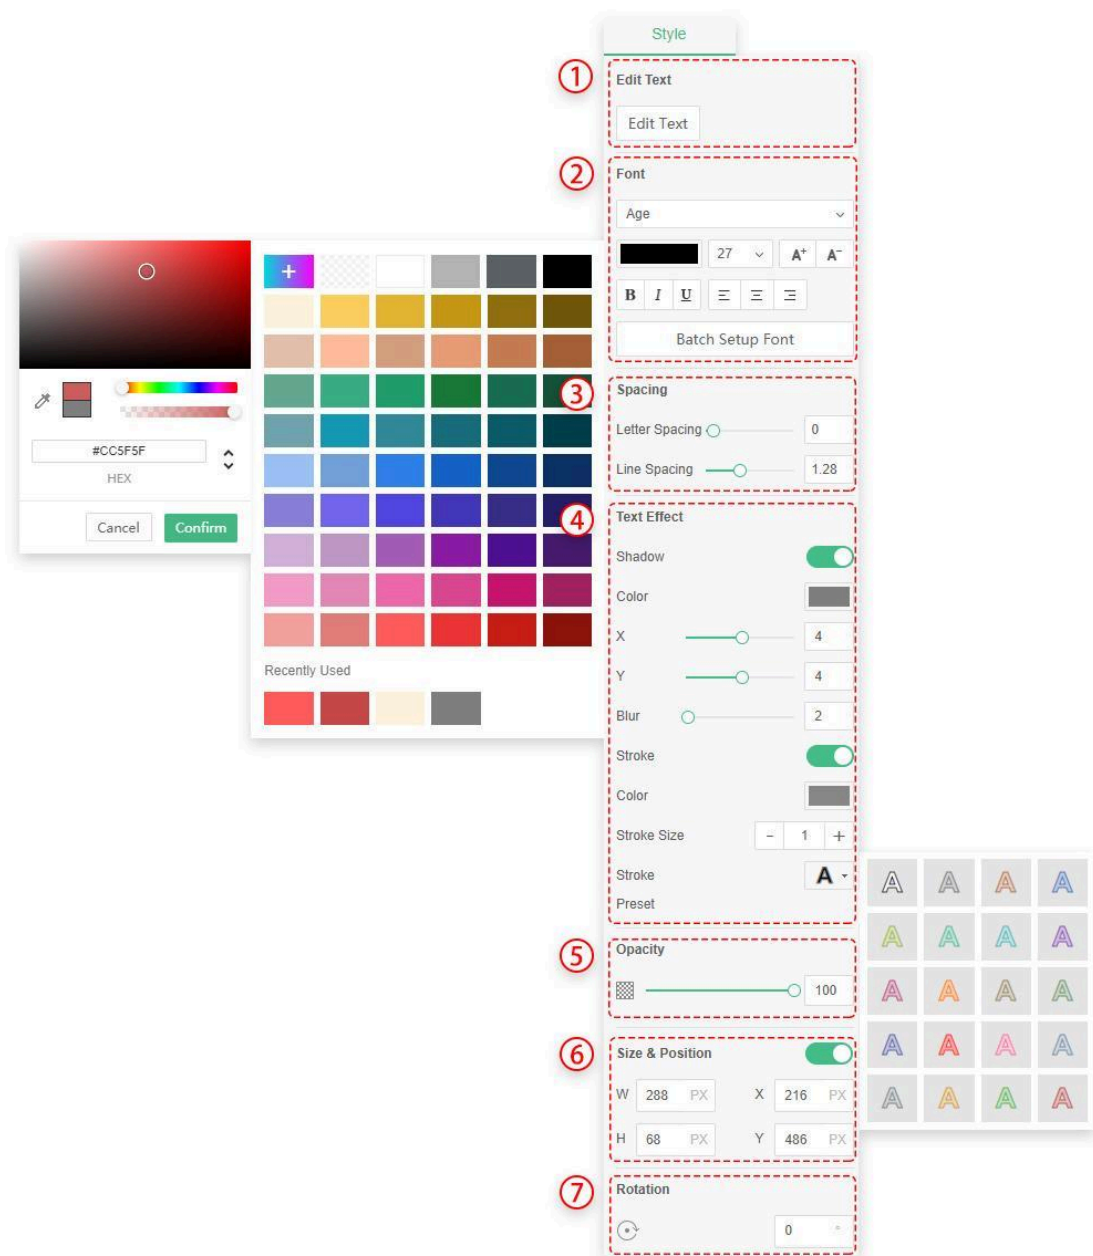 Style
① Edit Text
Edit Text
② Font
Age
27 A+ A-
B I U
Batch Setup Font
+
#CC5F5F
HEX
Cancel Confirm
Recently Used
③ Spacing
Letter Spacing 0
Line Spacing 1.28
④ Text Effect
Shadow
Color
X 4
Y 4
Blur 2
Stroke
Color
Stroke Size - 1 +
Stroke A
Preset
A A A A
A A A A
A A A A
A A A A
A A A A
⑤ Opacity
100
⑥ Size & Position
W 288 PX X 216 PX
H 68 PX Y 486 PX
⑦ Rotation
0 °